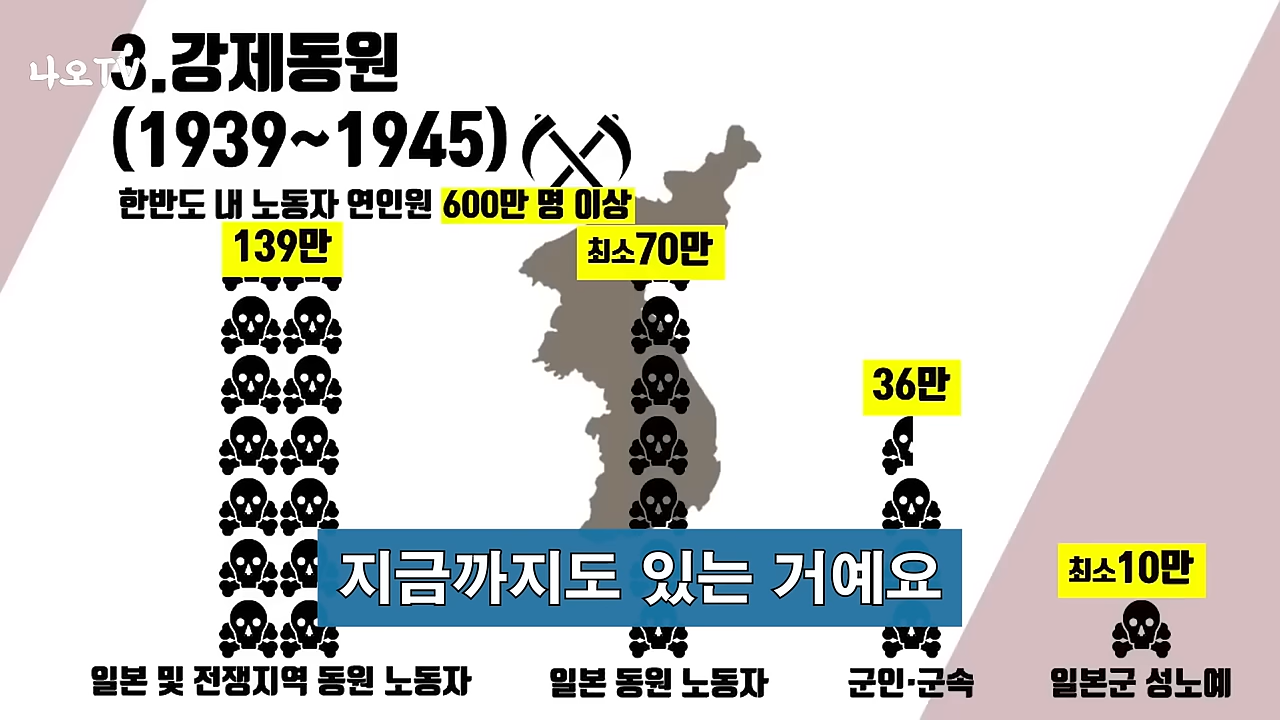 나오TV
3.강제동원
(1939~1945)
한반도 내 노동자 연인원 600만 명 이상
139만
최소70만
36만
최소10만
지금까지도 있는 거예요
일본 및 전쟁지역 동원 노동자
일본 동원 노동자
군인·군속
일본군 성노예